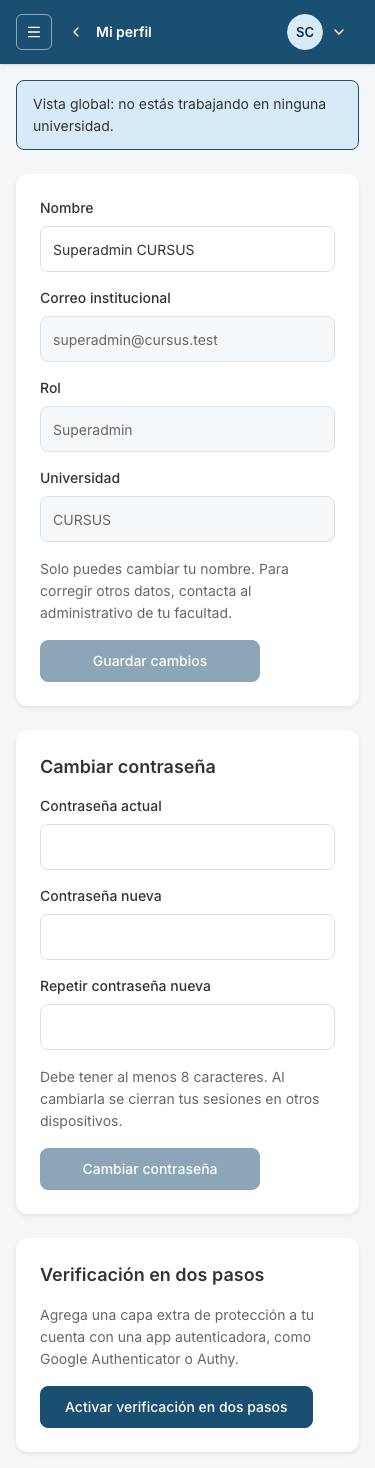 Mi perfil
SC
Vista global: no estás trabajando en ninguna
universidad.
Nombre
Superadmin CURSUS
Correo institucional
superadmin@cursus.test
Rol
Superadmin
Universidad
CURSUS
Solo puedes cambiar tu nombre. Para
corregir otros datos, contacta al
administrativo de tu facultad.
Guardar cambios
Cambiar contraseña
Contraseña actual
Contraseña nueva
Repetir contraseña nueva
Debe tener al menos 8 caracteres. Al
cambiarla se cierran tus sesiones en otros
dispositivos.
Cambiar contraseña
Verificación en dos pasos
Agrega una capa extra de protección a tu
cuenta con una app autenticadora, como
Google Authenticator o Authy.
Activar verificación en dos pasos